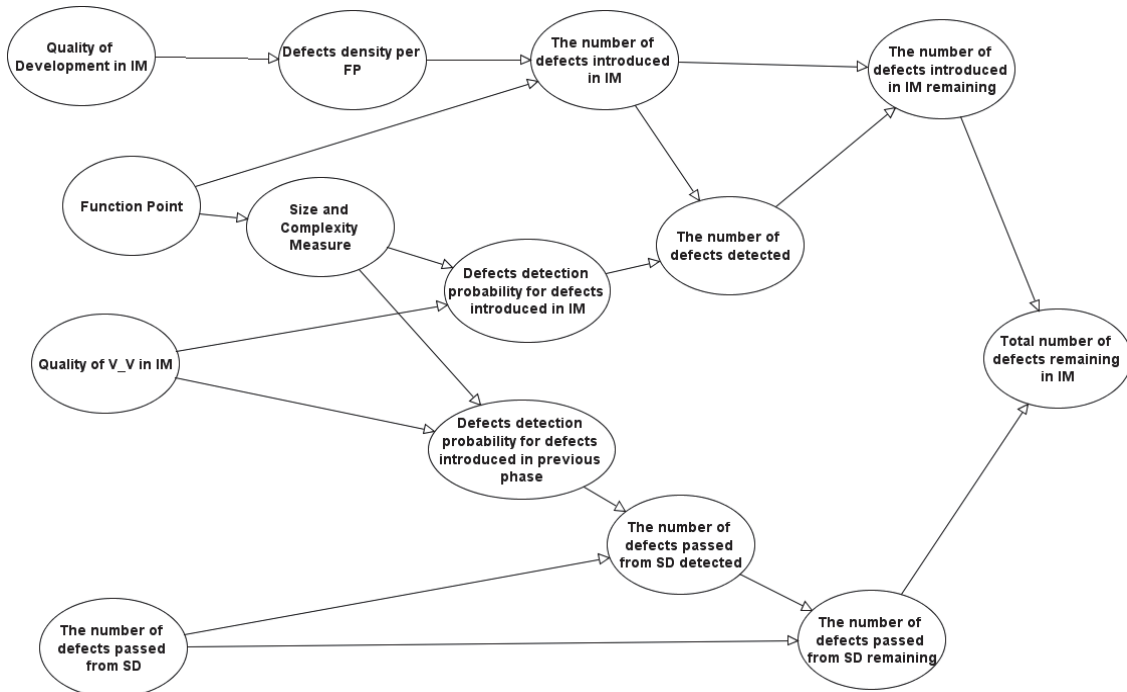 Quality of
Development in IM
Defects density per
FP
The number of
defects introduced
in IM
The number of
defects introduced
in IM remaining
Function Point
Size and
Complexity
Measure
The number of
defects detected
Defects detection
probability for defects
introduced in IM
Quality of V_V in IM
Total number of
defects remaining
in IM
Defects detection
probability for defects
introduced in previous
phase
The number of
defects passed
from SD detected
The number of
defects passed
from SD
The number of
defects passed
from SD remaining